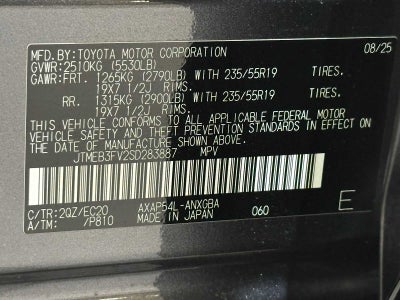 MFD.BY:TOYOTA MOTOR CORPORATION 08/25
GVWR:2510KG (5530LB)
GAWR:FRT. 1265KG (2790LB) WITH 235/55R19 TIRES.
19X7 1/2J RIMS.
RR. 1315KG (2900LB) WITH 235/55R19 TIRES.
19X7 1/2J RIMS.
THIS VEHICLE CONFORMS TO ALL APPLICABLE FEDERAL MOTOR
VEHICLE SAFETY AND BUMPER STANDARDS IN EFFECT ON
THE DATE OF MANUFACTURE SHOWN ABOVE.
JTMEB3FV2SD283887 MPV
C/TR:2QZ/EC20 AXAP54L-ANXGBA
A/TM: /P810 MADE IN JAPAN 060 E